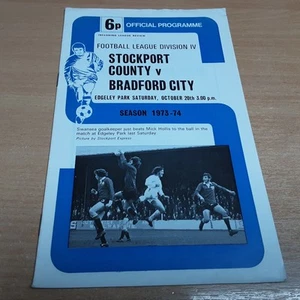 6p OFFICIAL PROGRAMME
INCLUDING LEAGUE REVIEW
FOOTBALL LEAGUE DIVISION IV
STOCKPORT
COUNTY v
BRADFORD CITY
EDGELEY PARK SATURDAY, OCTOBER 20th 3.00 p.m.
SEASON 1973-74
Swansea goalkeeper just beats Mick Hollis to the ball in the
match at Edgeley Park last Saturday
Picture by Stockport Express